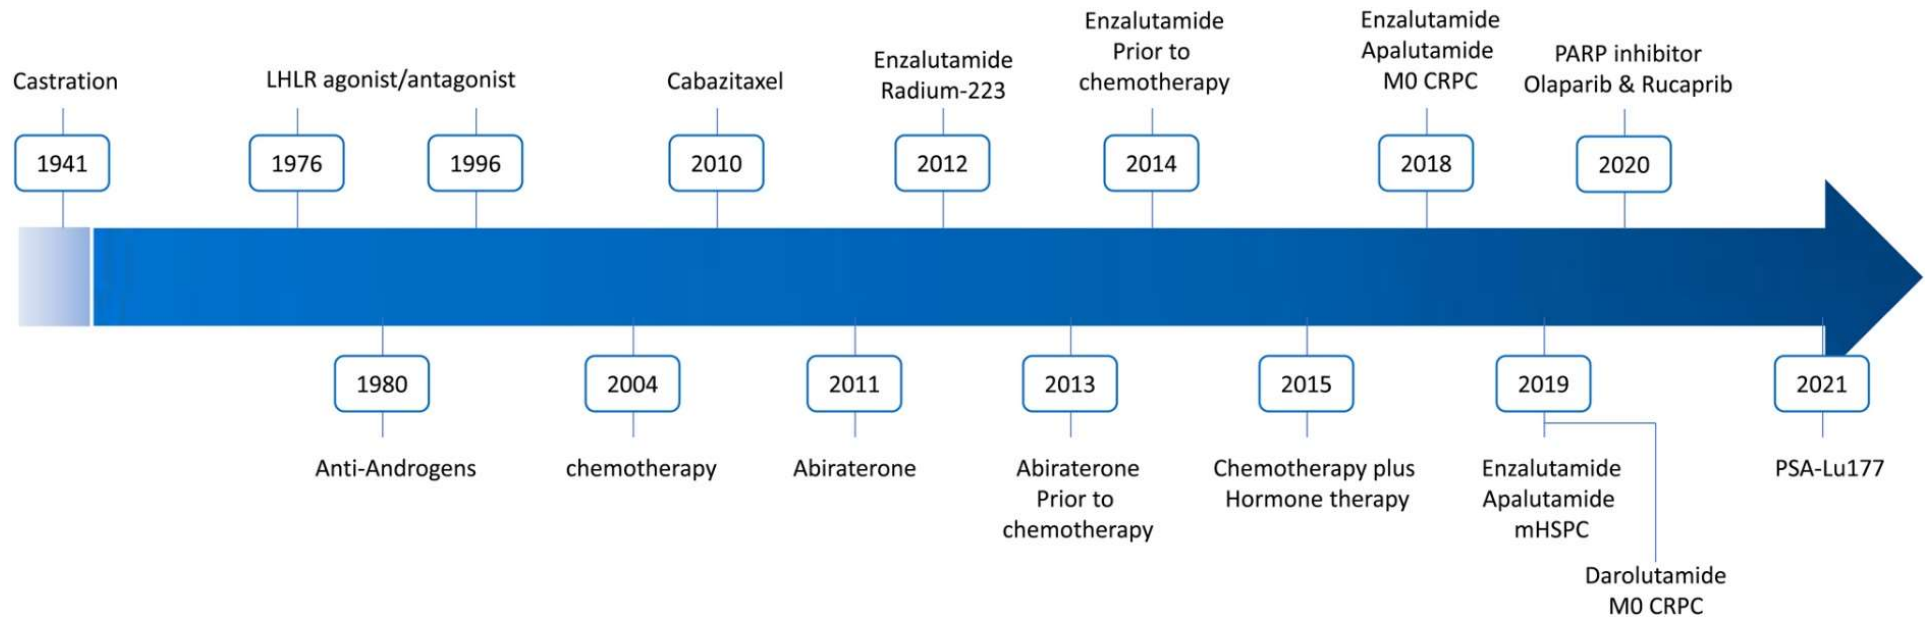 Castration
1941
LHLR agonist/antagonist
1976
1996
Cabazitaxel
2010
Enzalutamide
Radium-223
2012
Enzalutamide
Prior to
chemotherapy
2014
Enzalutamide
Apalutamide
M0 CRPC
2018
PARP inhibitor
Olaparib & Rucaprib
2020
1980
Anti-Androgens
2004
chemotherapy
2011
Abiraterone
2013
Abiraterone
Prior to
chemotherapy
2015
Chemotherapy plus
Hormone therapy
2019
Enzalutamide
Apalutamide
mHSPC
Darolutamide
M0 CRPC
2021
PSA-Lu177